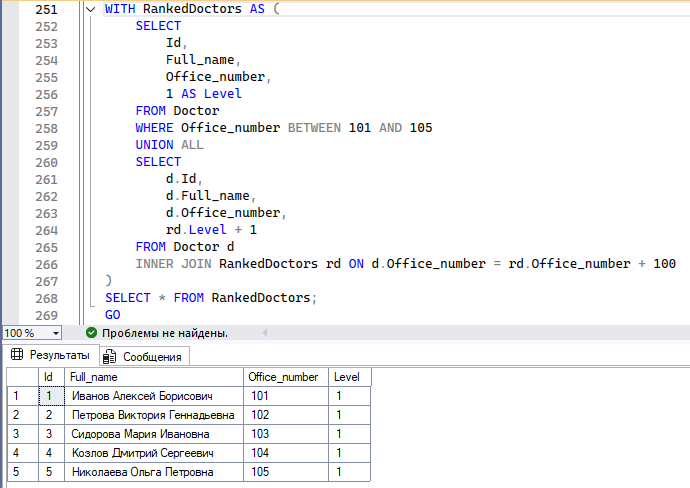 251 WITH RankedDoctors AS (
252 SELECT
253 Id,
254 Full_name,
255 Office_number,
256 1 AS Level
257 FROM Doctor
258 WHERE Office_number BETWEEN 101 AND 105
259 UNION ALL
260 SELECT
261 d.Id,
262 d.Full_name,
263 d.Office_number,
264 rd.Level + 1
265 FROM Doctor d
266 INNER JOIN RankedDoctors rd ON d.Office_number = rd.Office_number + 100
267 )
268 SELECT * FROM RankedDoctors;
269 GO
100 % Проблемы не найдены.
Результаты Сообщения
Id Full_name Office_number Level
1 1 Иванов Алексей Борисович 101 1
2 2 Петрова Виктория Геннадьевна 102 1
3 3 Сидорова Мария Ивановна 103 1
4 4 Козлов Дмитрий Сергеевич 104 1
5 5 Николаева Ольга Петровна 105 1